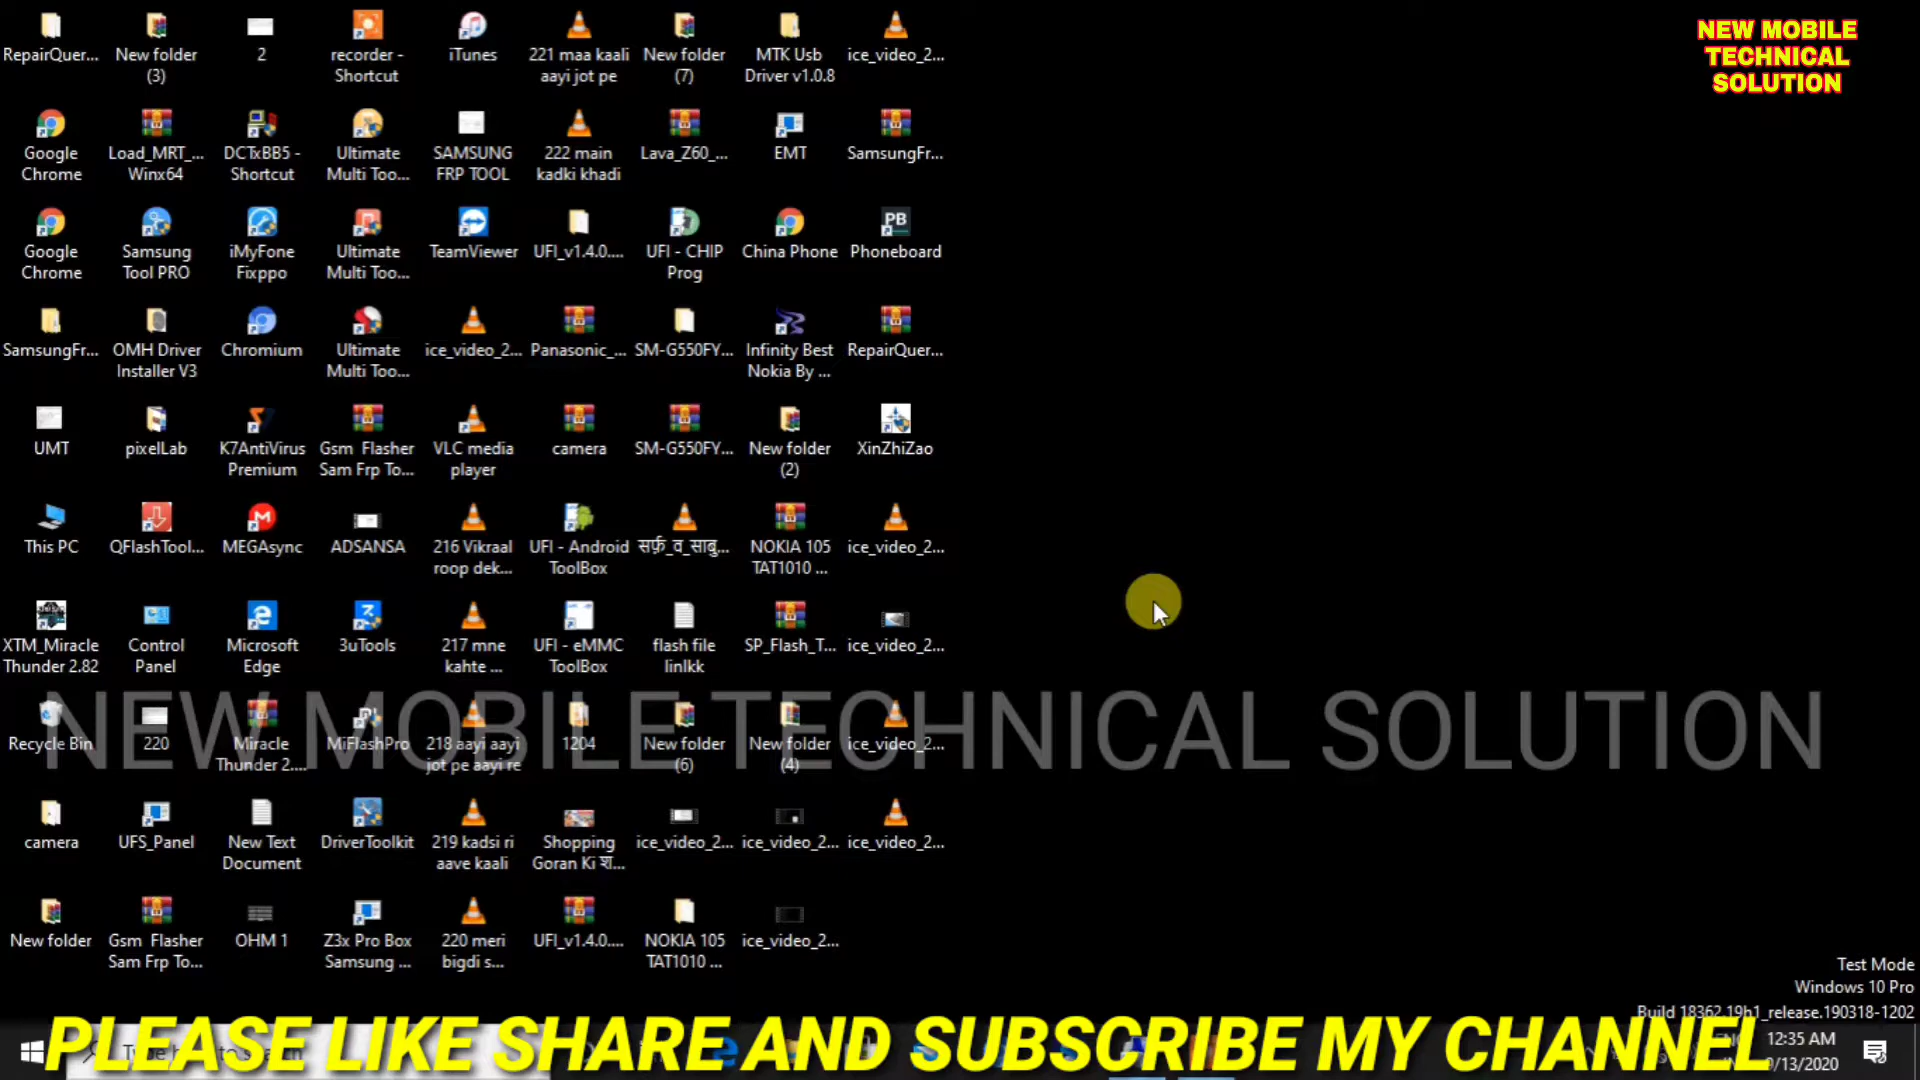 NEW MOBILE
TECHNICAL
SOLUTION
RepairQuer...
New folder
(3)
2
recorder -
Shortcut
iTunes
221 maa kaali
aayi jot pe
New folder
(7)
MTK Usb
Driver v1.0.8
ice_video_2...
Google
Chrome
Load_MRT_...
Winx64
DCTxBB5 -
Shortcut
Ultimate
Multi Too...
SAMSUNG
FRP TOOL
222 main
kadki khadi
Lava_Z60_...
EMT
SamsungFr...
Google
Chrome
Samsung
Tool PRO
iMyFone
Fixppo
Ultimate
Multi Too...
TeamViewer
UFI_v1.4.0....
UFI - CHIP
Prog
China Phone
PB
Phoneboard
SamsungFr...
OMH Driver
Installer V3
Chromium
Ultimate
Multi Too...
ice_video_2...
Panasonic_...
SM-G550FY...
Infinity Best
Nokia By ...
RepairQuer...
UMT
pixelLab
K7AntiVirus
Premium
Gsm Flasher
Sam Frp To...
VLC media
player
camera
SM-G550FY...
New folder
(2)
XinZhiZao
This PC
QFlashTool...
MEGAsync
ADSANSA
216 Vikraal
roop dek...
UFI - Android
ToolBox
सर्फ़_व_साबु...
NOKIA 105
TAT1010 ...
ice_video_2...
XTM_Miracle
Thunder 2.82
Control
Panel
Microsoft
Edge
3uTools
217 mne
kahte ...
UFI - eMMC
ToolBox
flash file
linlkk
SP_Flash_T...
ice_video_2...
NEW MOBILE TECHNICAL SOLUTION
Recycle Bin
220
Miracle
Thunder 2....
MiFlashPro
218 aayi aayi
jot pe aayi re
1204
New folder
(6)
New folder
(4)
ice_video_2...
camera
UFS_Panel
New Text
Document
DriverToolkit
219 kadsi ri
aave kaali
Shopping
Goran Ki श...
ice_video_2...
ice_video_2...
ice_video_2...
New folder
Gsm Flasher
Sam Frp To...
OHM 1
Z3x Pro Box
Samsung ...
220 meri
bigdi s...
UFI_v1.4.0....
NOKIA 105
TAT1010 ...
ice_video_2...
Test Mode
Windows 10 Pro
Build 18362.19h1_release.190318-1202
PLEASE LIKE SHARE AND SUBSCRIBE MY CHANNEL
12:35 AM
/13/2020